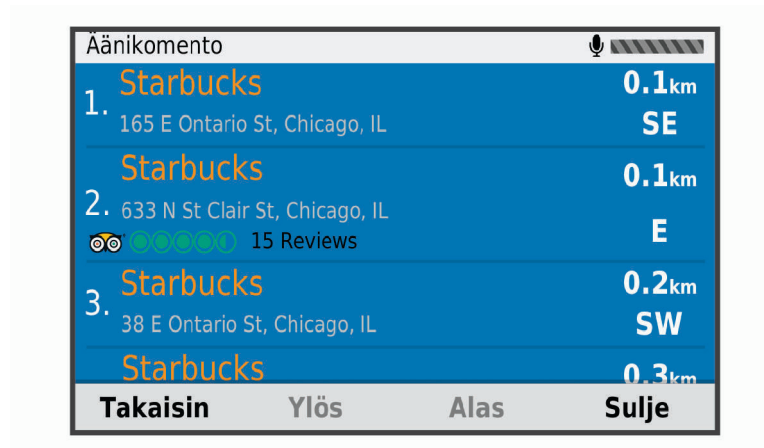 Äänikomento
1. Starbucks 0.1km
165 E Ontario St, Chicago, IL SE
Starbucks 0.1km
2. 633 N St Clair St, Chicago, IL
15 Reviews E
Starbucks 0.2km
3. 38 E Ontario St, Chicago, IL SW
Starbucks 0.3km
Takaisin Ylös Alas Sulje